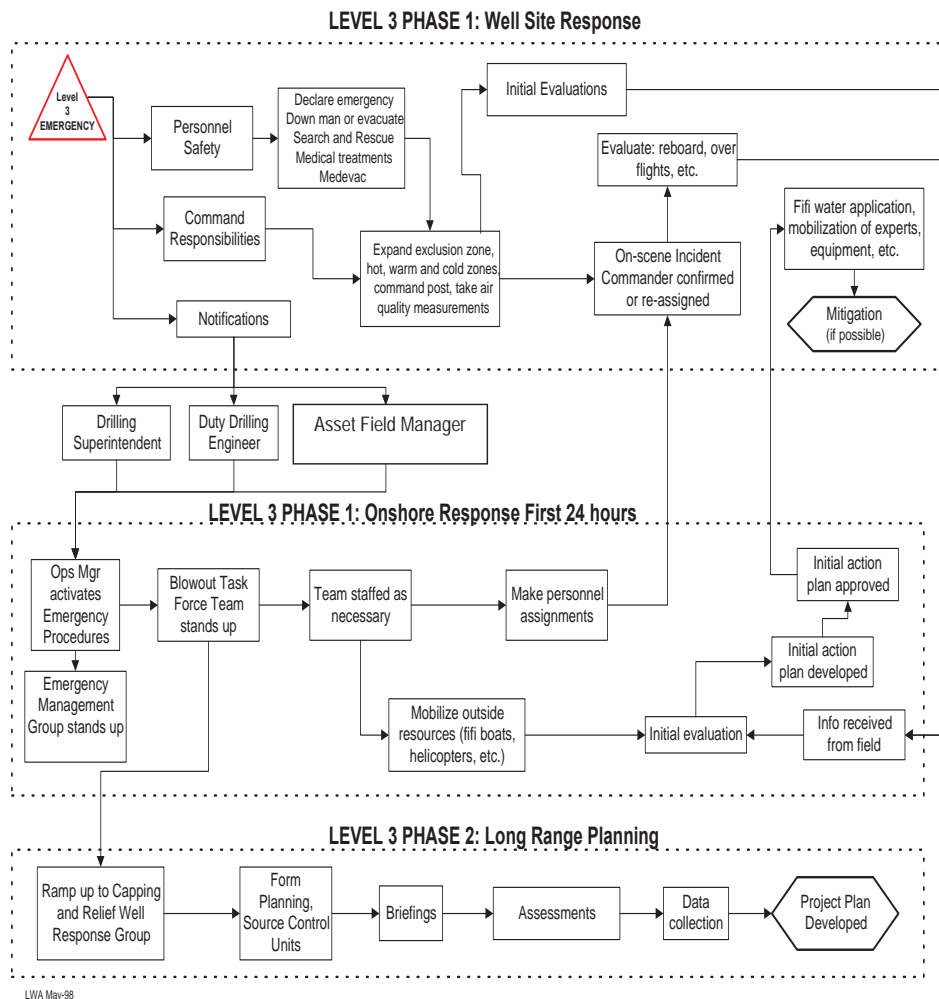 LEVEL 3 PHASE 1: Well Site Response
Level
3
EMERGENCY
Personnel
Safety
Declare emergency
Down man or evacuate
Search and Rescue
Medical treatments
Medevac
Initial Evaluations
Evaluate: reboard, over
flights, etc.
Command
Responsibilities
Expand exclusion zone,
hot, warm and cold zones,
command post, take air
quality measurements
On-scene Incident
Commander confirmed
or re-assigned
Fifi water application,
mobilization of experts,
equipment, etc.
Mitigation
(if possible)
Notifications
Drilling
Superintendent
Duty Drilling
Engineer
Asset Field Manager
LEVEL 3 PHASE 1: Onshore Response First 24 hours
Ops Mgr
activates
Emergency
Procedures
Blowout Task
Force Team
stands up
Team staffed as
necessary
Make personnel
assignments
Initial action
plan approved
Initial action
plan developed
Emergency
Management
Group stands up
Mobilize outside
resources (fifi boats,
helicopters, etc.)
Initial evaluation
Info received
from field
LEVEL 3 PHASE 2: Long Range Planning
Ramp up to Capping
and Relief Well
Response Group
Form
Planning,
Source Control
Units
Briefings
Assessments
Data
collection
Project Plan
Developed
LWA May-98